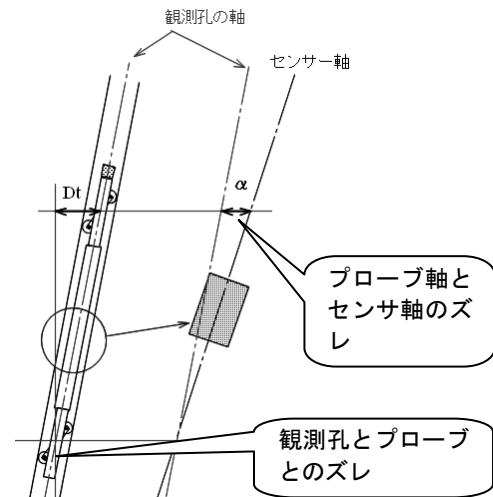 観測孔の軸
センサー軸
Dt
α
プローブ軸と
センサ軸のズ
レ
観測孔とプローブ
とのズレ